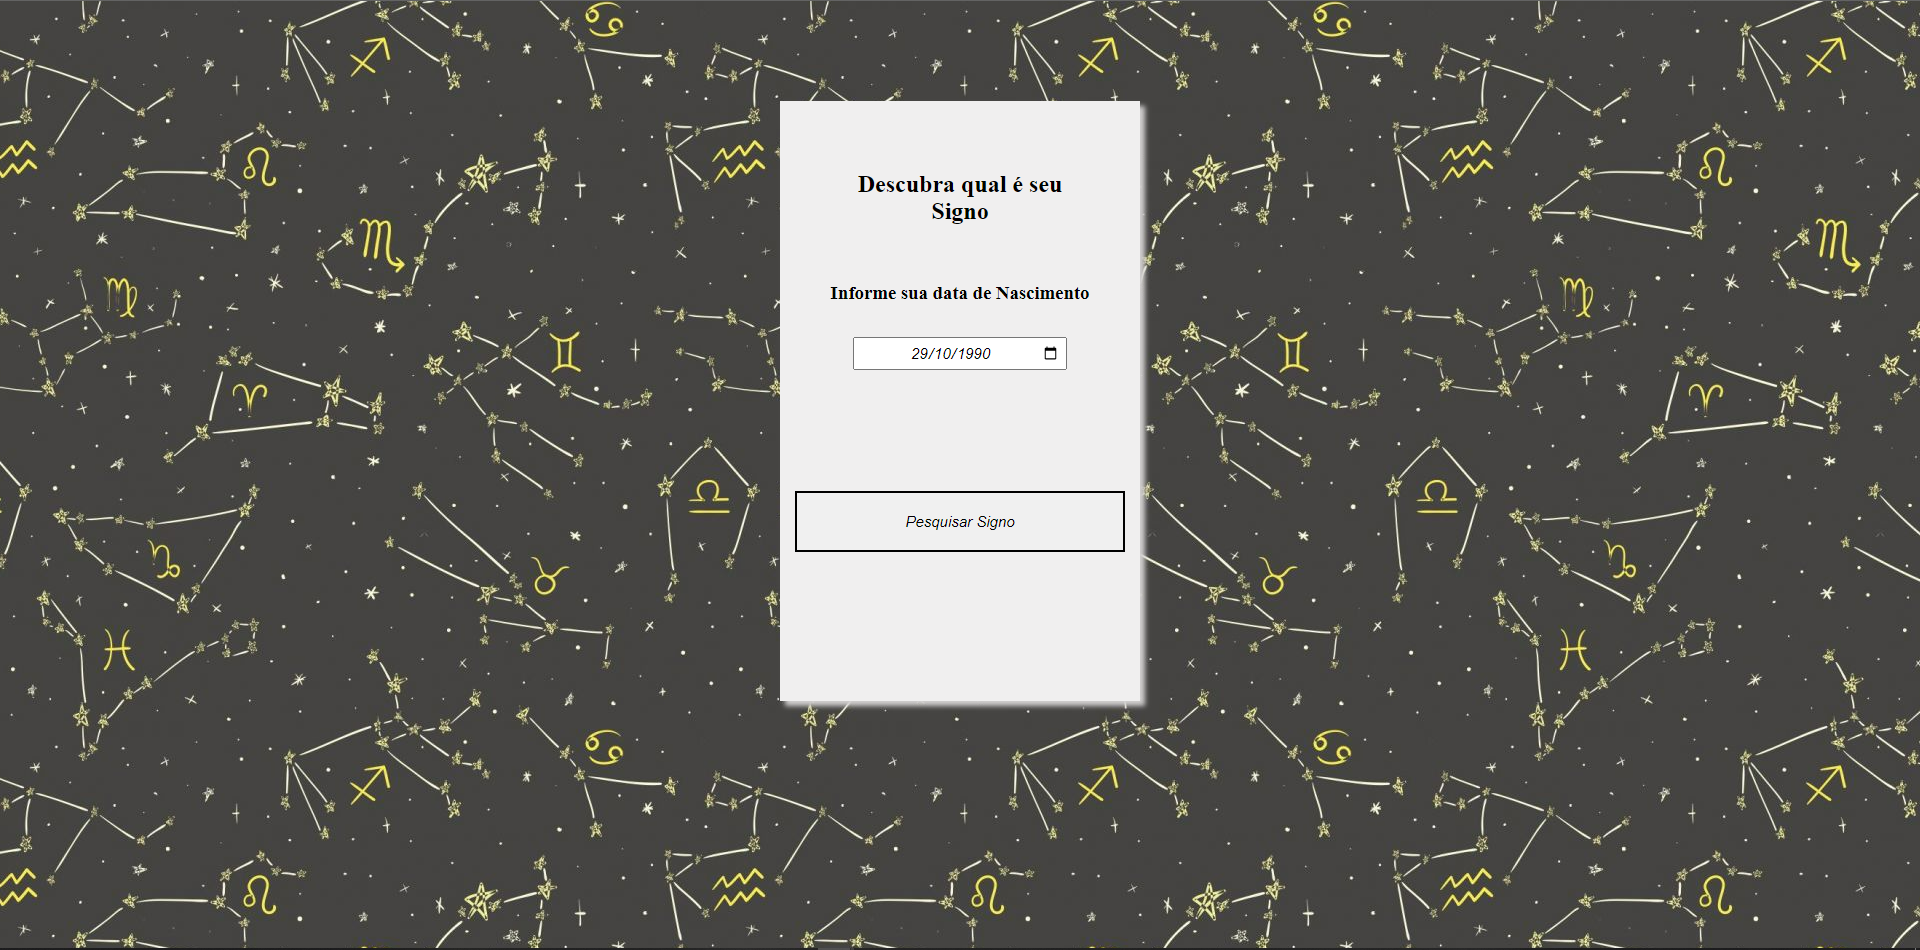 Descubra qual é seu
Signo
Informe sua data de Nascimento
29/10/1990
Pesquisar Signo